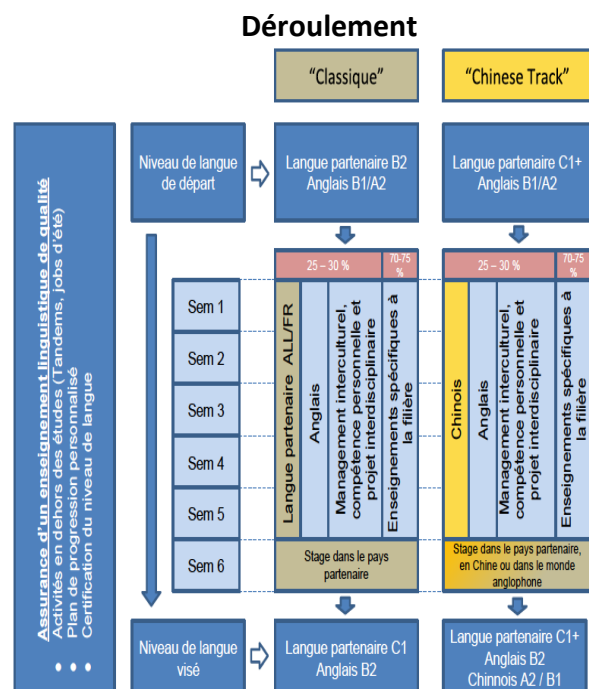 Déroulement
“Classique”
“Chinese Track”
Assurance d’un enseignement linguistique de qualité
• Activités en dehors des études (Tandems, jobs d’été)
• Plan de progression personnalisé
• Certification du niveau de langue
Niveau de langue
de départ
Langue partenaire B2
Anglais B1/A2
Langue partenaire C1+
Anglais B1/A2
25 – 30 %
70-75
%
25 – 30 %
70-75
%
Sem 1
Sem 2
Sem 3
Sem 4
Sem 5
Sem 6
Langue partenaire ALL/FR
Anglais
Management interculturel,
compétence personnelle et
projet interdisciplinaire
Enseignements spécifiques à
la filière
Chinois
Anglais
Management interculturel,
compétence personnelle et
projet interdisciplinaire
Enseignements spécifiques à
la filière
Stage dans le pays
partenaire
Stage dans le pays partenaire,
en Chine ou dans le monde
anglophone
Niveau de langue
visé
Langue partenaire C1
Anglais B2
Langue partenaire C1+
Anglais B2
Chinnois A2 / B1